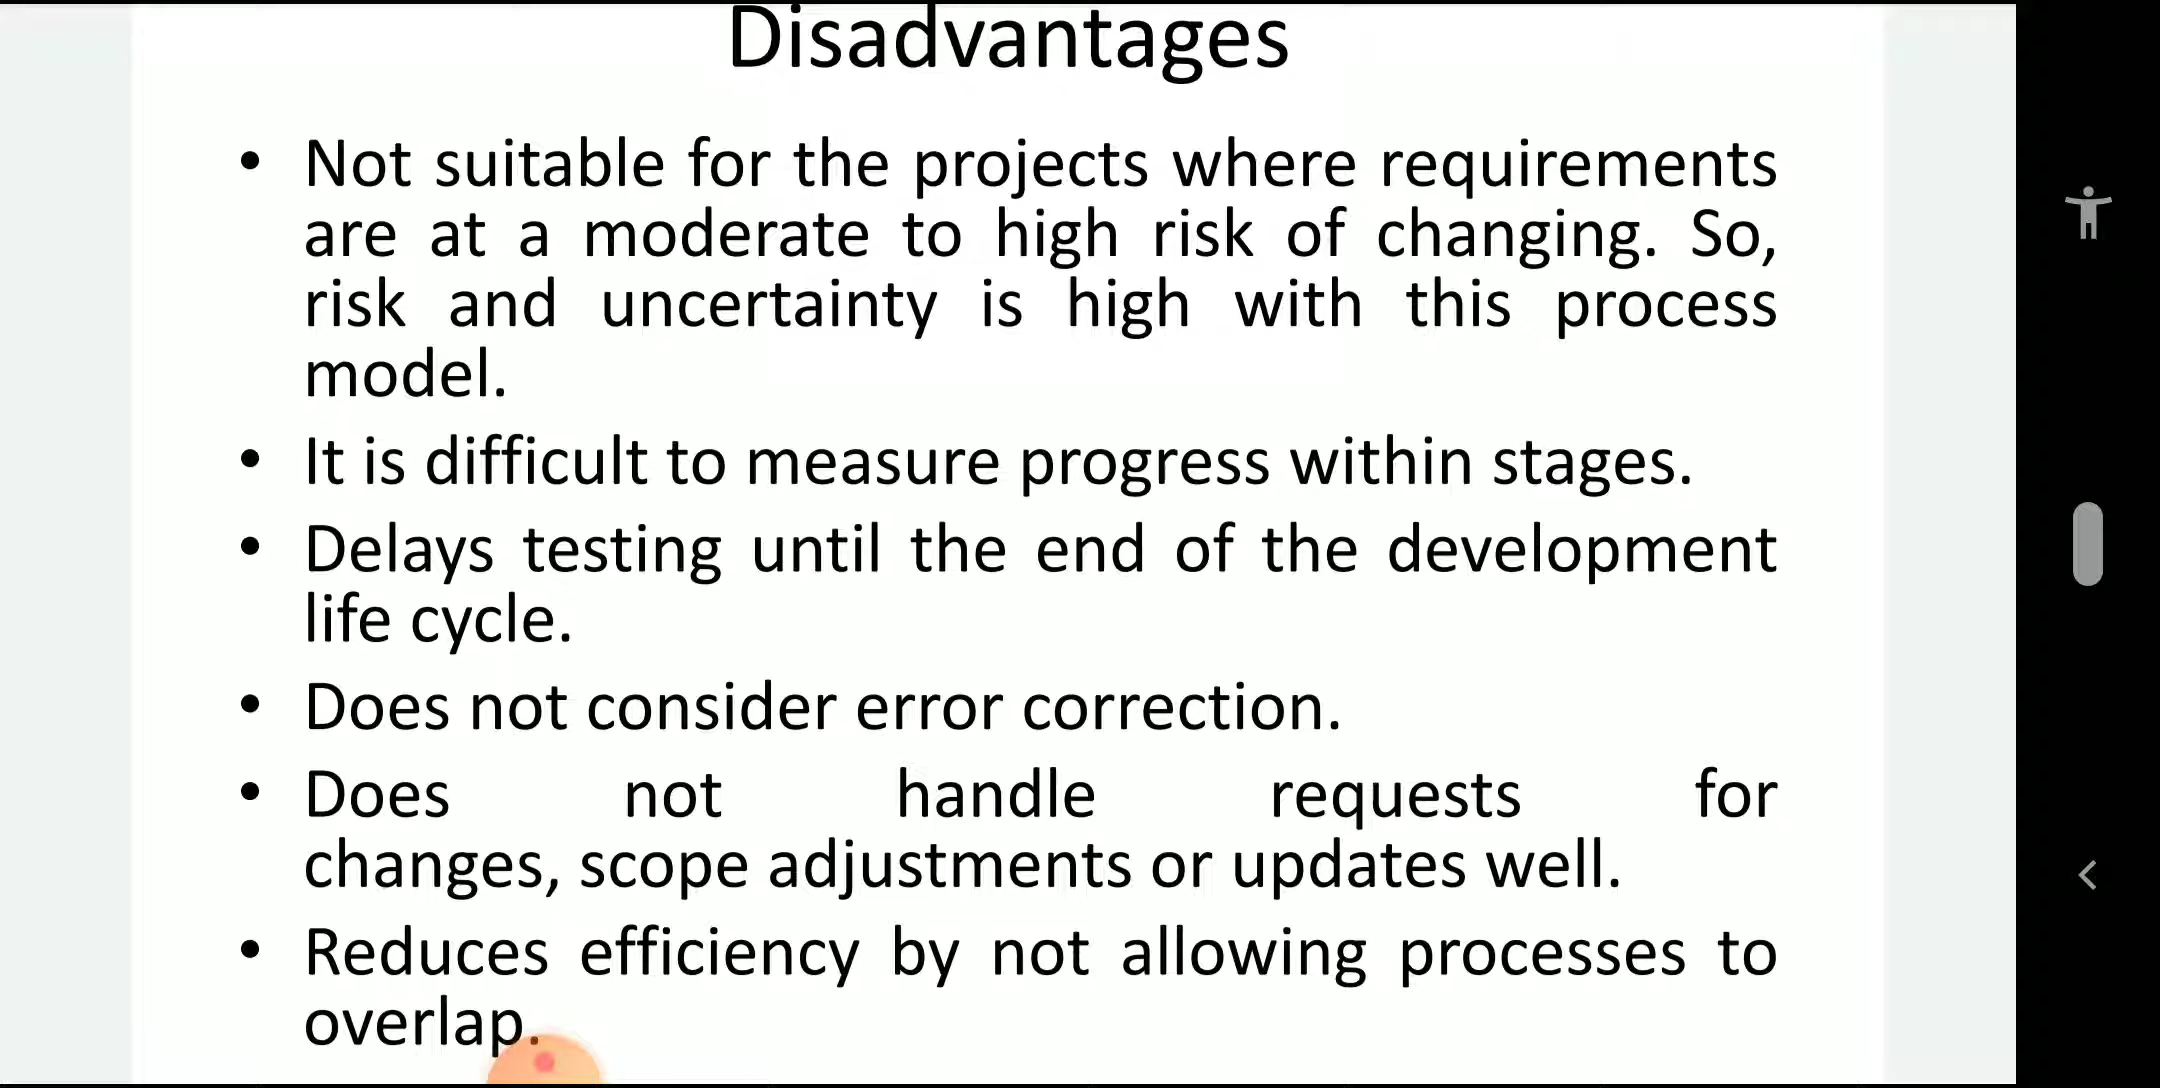 Disadvantages
• Not suitable for the projects where requirements
are at a moderate to high risk of changing. So,
risk and uncertainty is high with this process
model.
• It is difficult to measure progress within stages.
• Delays testing until the end of the development
life cycle.
• Does not consider error correction.
• Does not handle requests for
changes, scope adjustments or updates well.
• Reduces efficiency by not allowing processes to
overlap.